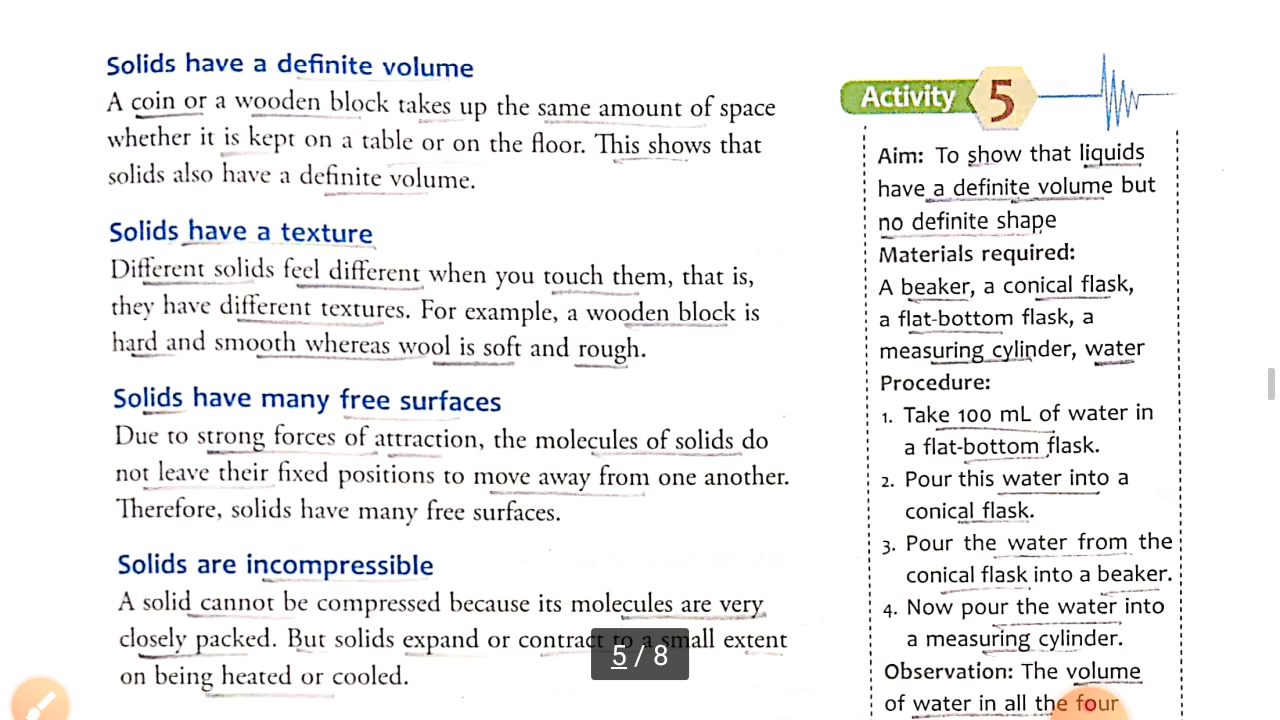 Solids have a definite volume
A coin or a wooden block takes up the same amount of space
whether it is kept on a table or on the floor. This shows that
solids also have a definite volume.
Solids have a texture
Different solids feel different when you touch them, that is,
they have different textures. For example, a wooden block is
hard and smooth whereas wool is soft and rough.
Solids have many free surfaces
Due to strong forces of attraction, the molecules of solids do
not leave their fixed positions to move away from one another.
Therefore, solids have many free surfaces.
Solids are incompressible
A solid cannot be compressed because its molecules are very
closely packed. But solids expand or contract to a small extent
on being heated or cooled.
5 / 8
Activity 5
Aim: To show that liquids
have a definite volume but
no definite shape
Materials required:
A beaker, a conical flask,
a flat-bottom flask, a
measuring cylinder, water
Procedure:
1. Take 100 mL of water in
a flat-bottom flask.
2. Pour this water into a
conical flask.
3. Pour the water from the
conical flask into a beaker.
4. Now pour the water into
a measuring cylinder.
Observation: The volume
of water in all the four